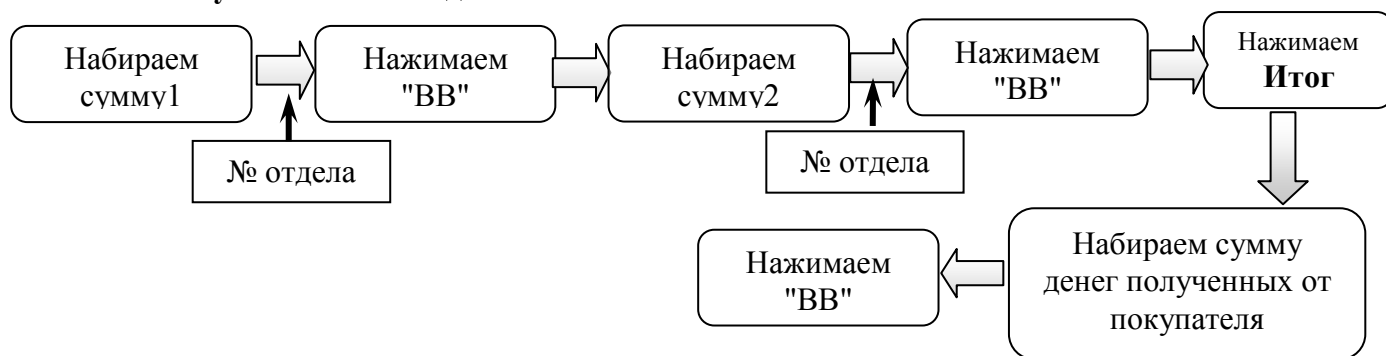 Набираем
сумму1
Нажимаем
"ВВ"
Набираем
сумму2
Нажимаем
"ВВ"
Нажимаем
Итог
№ отдела
№ отдела
Набираем сумму
денег полученных от
покупателя
Нажимаем
"ВВ"